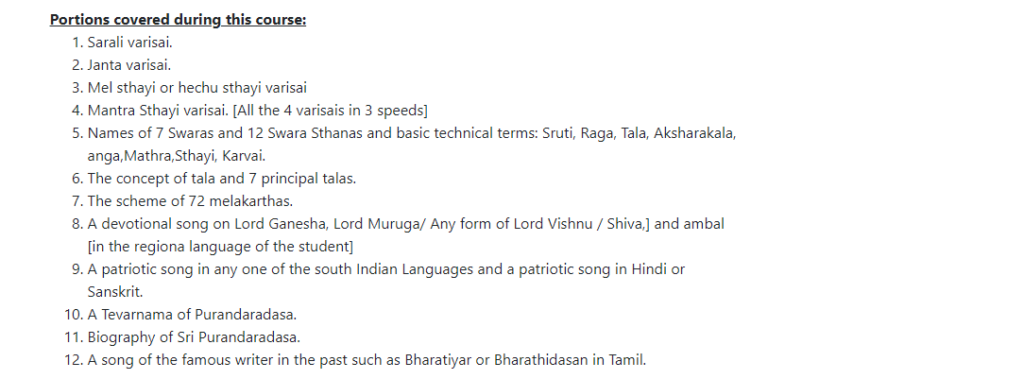 Portions covered during this course:
1. Sarali varisai.
2. Janta varisai.
3. Mel sthayi or hechu sthayi varisai
4. Mantra Sthayi varisai. [All the 4 varisais in 3 speeds]
5. Names of 7 Swaras and 12 Swara Sthanas and basic technical terms: Sruti, Raga, Tala, Aksharakala,
anga,Mathra,Sthayi, Karvai.
6. The concept of tala and 7 principal talas.
7. The scheme of 72 melakarthas.
8. A devotional song on Lord Ganesha, Lord Muruga/ Any form of Lord Vishnu / Shiva,] and ambal
[in the regiona language of the student]
9. A patriotic song in any one of the south Indian Languages and a patriotic song in Hindi or
Sanskrit.
10. A Tevarnama of Purandaradasa.
11. Biography of Sri Purandaradasa.
12. A song of the famous writer in the past such as Bharatiyar or Bharathidasan in Tamil.